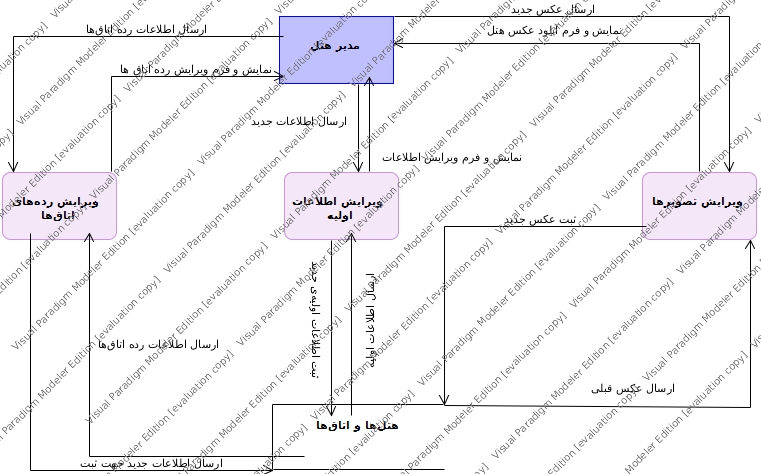 ارسال عکس جدید
ارسال اطلاعات رده اتاق‌ها
نمایش و فرم آپلود عکس هتل
مدیر هتل
نمایش و فرم ویرایش رده اتاق ها
ارسال اطلاعات جدید
نمایش و فرم ویرایش اطلاعات
ویرایش رده‌های
اتاق‌ها
ویرایش اطلاعات
اولیه
ویرایش تصویرها
ثبت عکس جدید
ثبت اطلاعات اولیه‌ی جدید
ارسال اطلاعات اولیه
ارسال اطلاعات رده اتاق‌ها
ارسال عکس قبلی
هتل‌ها و اتاق‌ها
ارسال اطلاعات جدید جهت ثبت
Visual Paradigm Modeler Edition [evaluation copy]